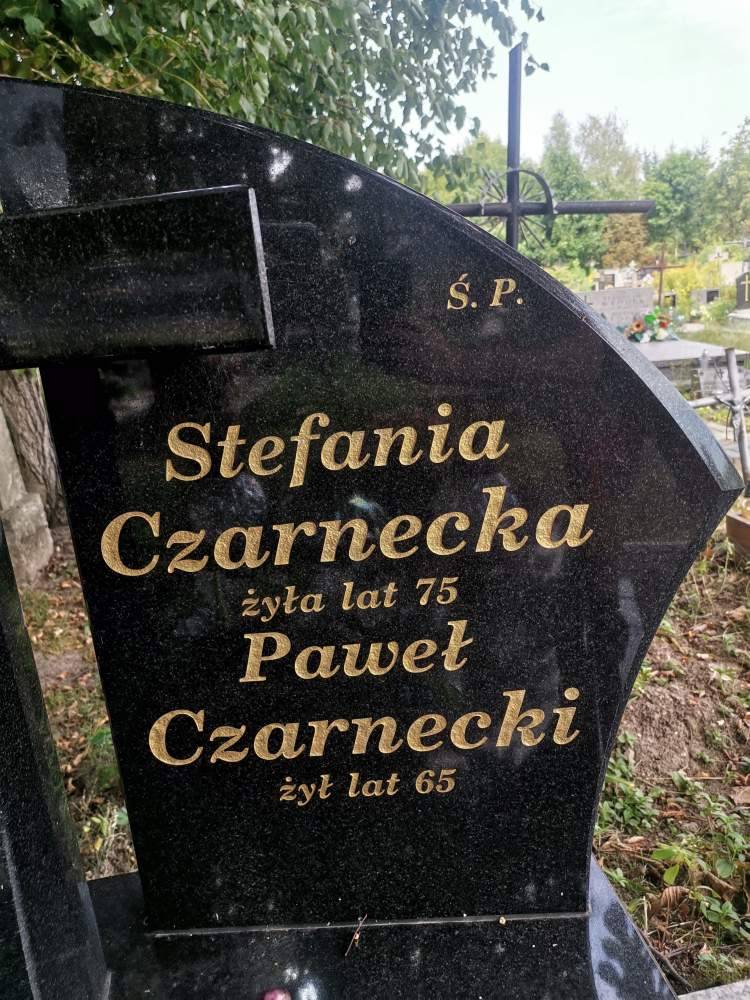 Ś. P.
Stefania
Czarnecka
żyła lat 75
Paweł
Czarnecki
żył lat 65